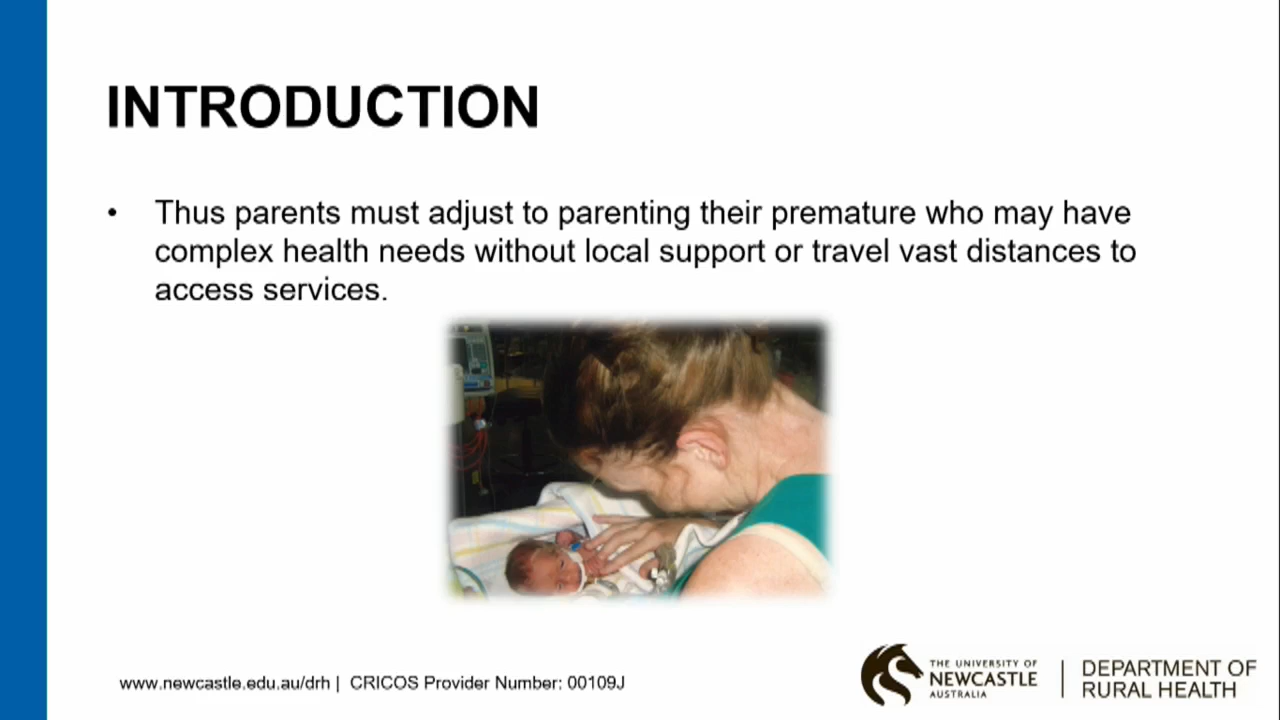 INTRODUCTION
• Thus parents must adjust to parenting their premature who may have
complex health needs without local support or travel vast distances to
access services.
www.newcastle.edu.au/drh | CRICOS Provider Number: 00109J
THE UNIVERSITY OF
NEWCASTLE
AUSTRALIA
DEPARTMENT OF
RURAL HEALTH